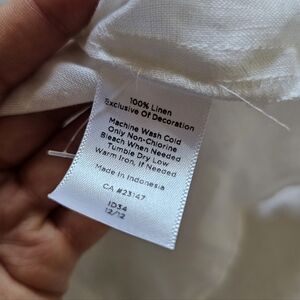 100% Linen
Exclusive Of Decoration
Machine Wash Cold
Only Non-Chlorine
Bleach When Needed
Tumble Dry Low
Warm Iron, If Needed
Made In Indonesia
CA #23147
ID34
12/12